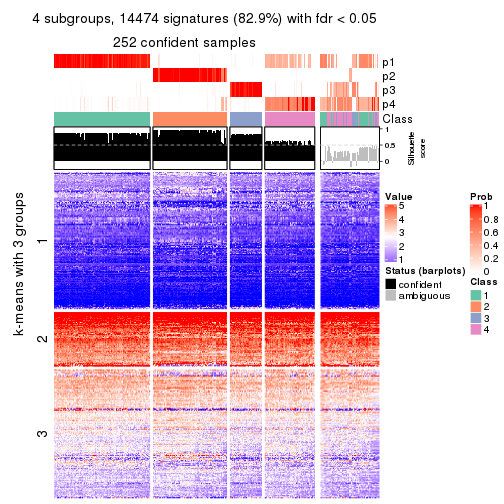 4 subgroups, 14474 signatures (82.9%) with fdr < 0.05
252 confident samples
p1
p2
p3
p4
Class
1
0.5
0
Silhouette
score
k-means with 3 groups
1
2
3
Value
5
4
3
2
1
Status (barplots)
confident
ambiguous
Prob
1
0.8
0.6
0.4
0.2
0
Class
1
2
3
4